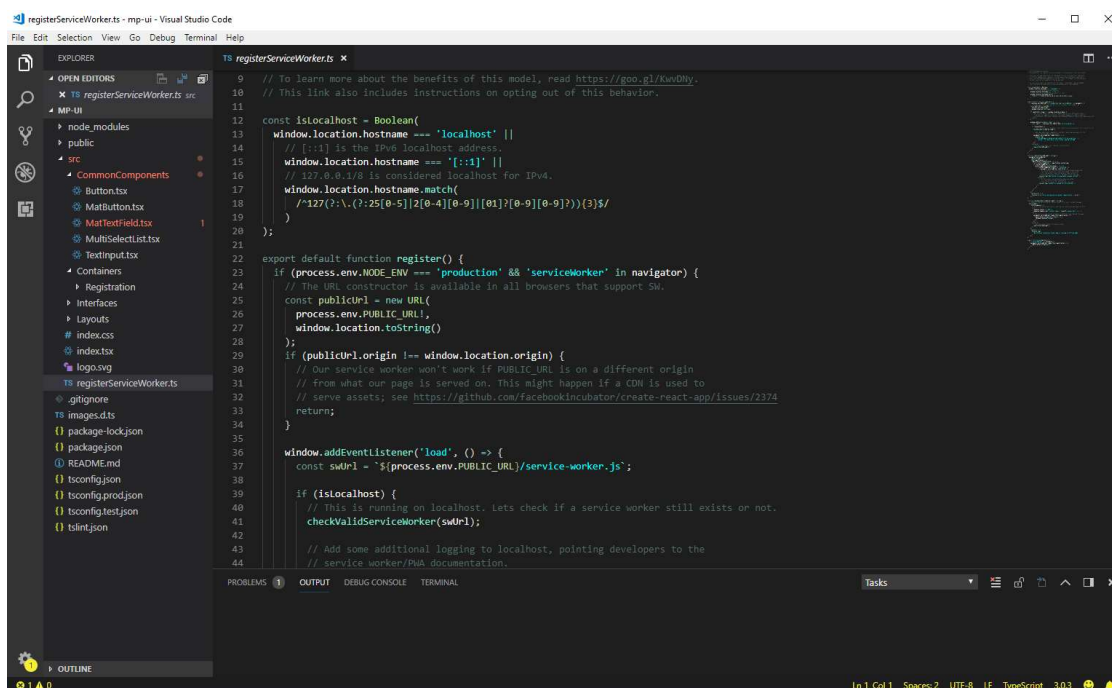 registerServiceWorker.ts - mp-ui - Visual Studio Code
File Edit Selection View Go Debug Terminal Help
EXPLORER
OPEN EDITORS
TS registerServiceWorker.ts src
MP-UI
node_modules
public
src
CommonComponents
Button.tsx
MatButton.tsx
MatTextField.tsx 1
MultiSelectList.tsx
TextInput.tsx
Containers
Registration
Interfaces
Layouts
# index.css
index.tsx
logo.svg
TS registerServiceWorker.ts
.gitignore
TS images.d.ts
{} package-lock.json
{} package.json
README.md
{} tsconfig.json
{} tsconfig.prod.json
{} tsconfig.test.json
{} tslint.json
OUTLINE
TS registerServiceWorker.ts ×
9 // To learn more about the benefits of this model, read https://goo.gl/KwvDNy.
10 // This link also includes instructions on opting out of this behavior.
11
12 const isLocalhost = Boolean(
13 window.location.hostname === 'localhost' ||
14 // [::1] is the IPv6 localhost address.
15 window.location.hostname === '[::1]' ||
16 // 127.0.0.1/8 is considered localhost for IPv4.
17 window.location.hostname.match(
18 /^127(?:\.(?:25[0-5]|2[0-4][0-9]|[01]?[0-9][0-9]?)){3}$/
19 )
20 );
21
22 export default function register() {
23 if (process.env.NODE_ENV === 'production' && 'serviceWorker' in navigator) {
24 // The URL constructor is available in all browsers that support SW.
25 const publicUrl = new URL(
26 process.env.PUBLIC_URL!,
27 window.location.toString()
28 );
29 if (publicUrl.origin !== window.location.origin) {
30 // Our service worker won't work if PUBLIC_URL is on a different origin
31 // from what our page is served on. This might happen if a CDN is used to
32 // serve assets; see https://github.com/facebookincubator/create-react-app/issues/2374
33 return;
34 }
35
36 window.addEventListener('load', () => {
37 const swUrl = `${process.env.PUBLIC_URL}/service-worker.js`;
38
39 if (isLocalhost) {
40 // This is running on localhost. Lets check if a service worker still exists or not.
41 checkValidServiceWorker(swUrl);
42
43 // Add some additional logging to localhost, pointing developers to the
44 // service worker/PWA documentation.
PROBLEMS 1 OUTPUT DEBUG CONSOLE TERMINAL
Tasks
1
1 0
Ln 1, Col 1 Spaces: 2 UTF-8 LF TypeScript 3.0.3